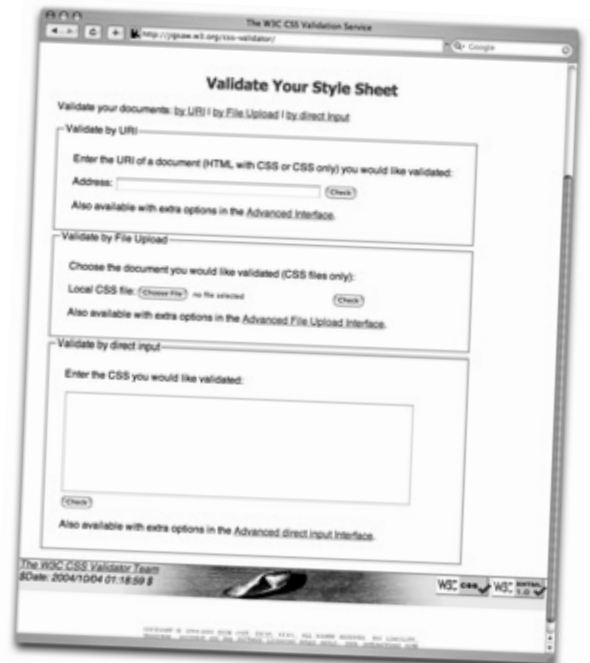 The W3C CSS Validation Service
http://jigsaw.w3.org/css-validator/
Google
Validate Your Style Sheet
Validate your documents: by URI | by File Upload | by direct input
Validate by URI
Enter the URI of a document (HTML with CSS or CSS only) you would like validated:
Address: Check
Also available with extra options in the Advanced Interface.
Validate by File Upload
Choose the document you would like validated (CSS files only):
Local CSS file: Choose File no file selected Check
Also available with extra options in the Advanced File Upload Interface.
Validate by direct input
Enter the CSS you would like validated:
Check
Also available with extra options in the Advanced direct input Interface.
The W3C CSS Validator Team
$Date: 2004/10/04 01:18:59 $
W3C css W3C XHTML 1.0